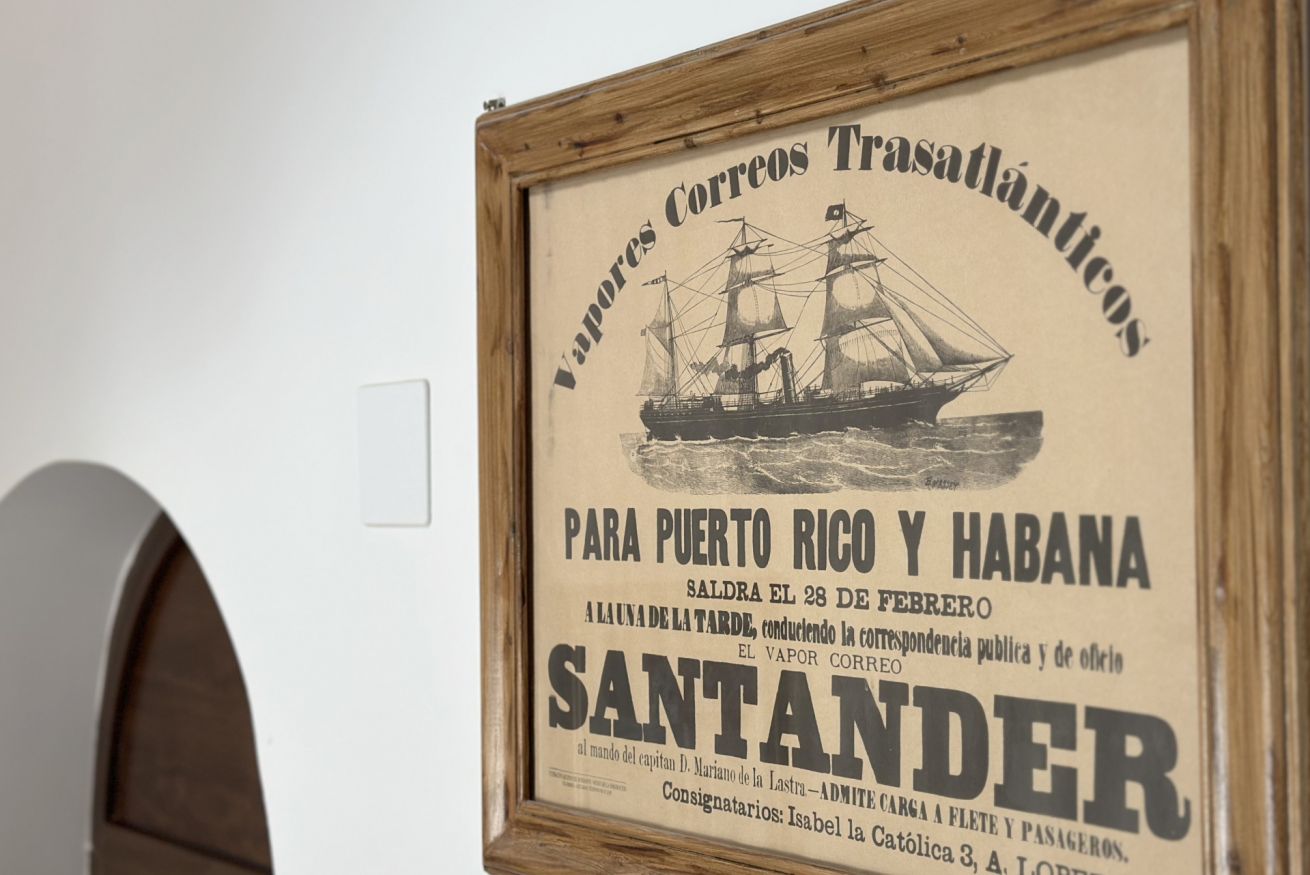 Vapores Correos Trasatlánticos
PARA PUERTO RICO Y HABANA
SALDRA EL 28 DE FEBRERO
A LA UNA DE LA TARDE, conduciendo la correspondencia publica y de oficio
EL VAPOR CORREO
SANTANDER
al mando del capitan D. Mariano de la Lastra—ADMITE CARGA A FLETE Y PASAGEROS.
Consignatarios: Isabel la Católica 3, A.